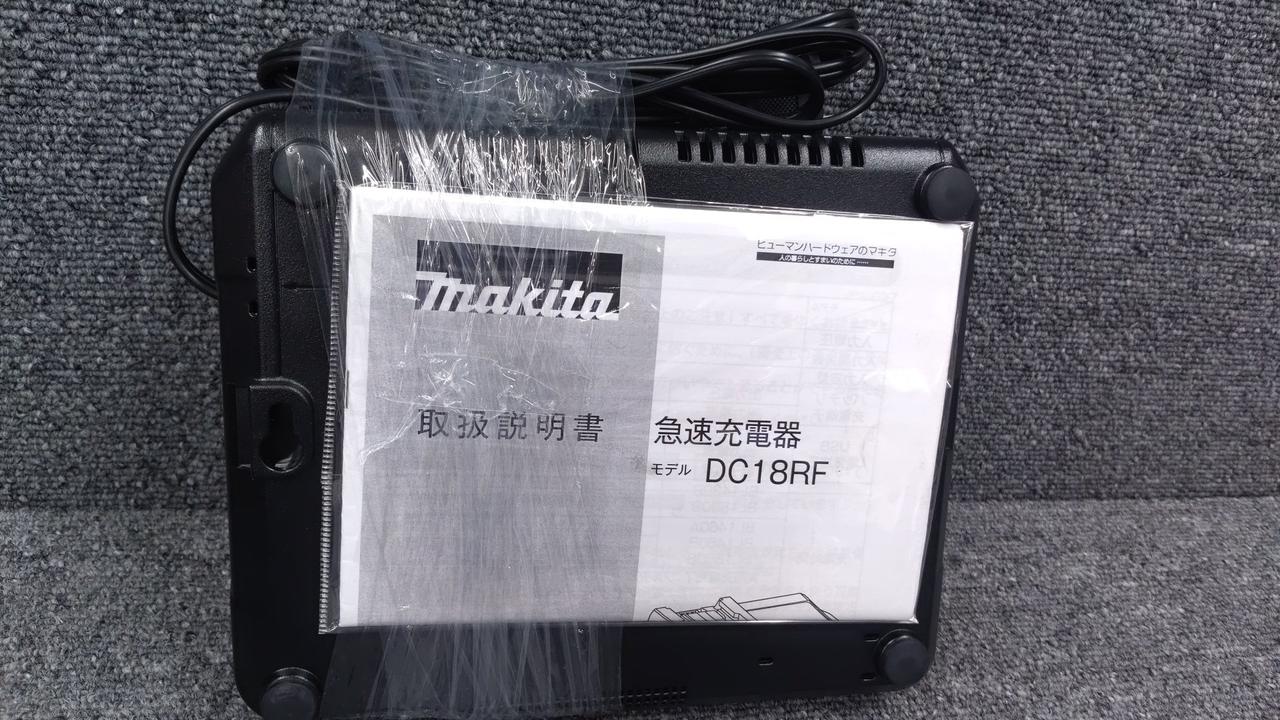 makita
ヒューマンハードウェアのマキタ
人の暮らしとすまいのために……
取扱説明書
急速充電器
モデル DC18RF